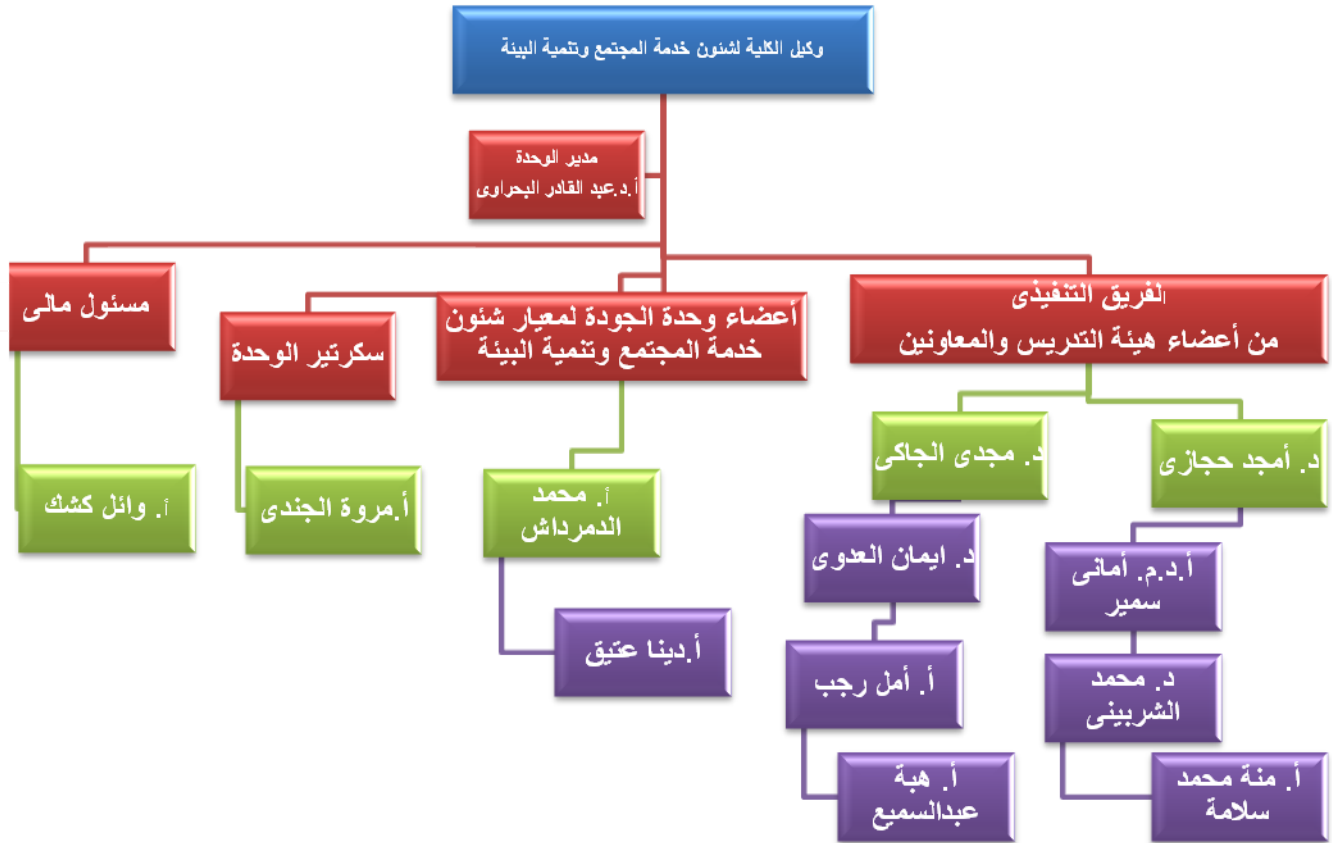 وكيل الكلية لشئون خدمة المجتمع وتنمية البيئة
مدير الوحدة
أ.د.عبد القادر البحراوى
الفريق التنفيذى
من أعضاء هيئة التدريس والمعاونين
أعضاء وحدة الجودة لمعيار شئون
خدمة المجتمع وتنمية البيئة
سكرتير الوحدة
مسئول مالى
د. أمجد حجازى
د. مجدى الجاكى
أ. محمد
الدمرداش
أ.مروة الجندى
أ. وائل كشك
أ.د.م. أمانى
سمير
د. ايمان العدوى
أ.دينا عتيق
د. محمد
الشربينى
أ. أمل رجب
أ. منة محمد
سلامة
أ. هبة
عبدالسميع